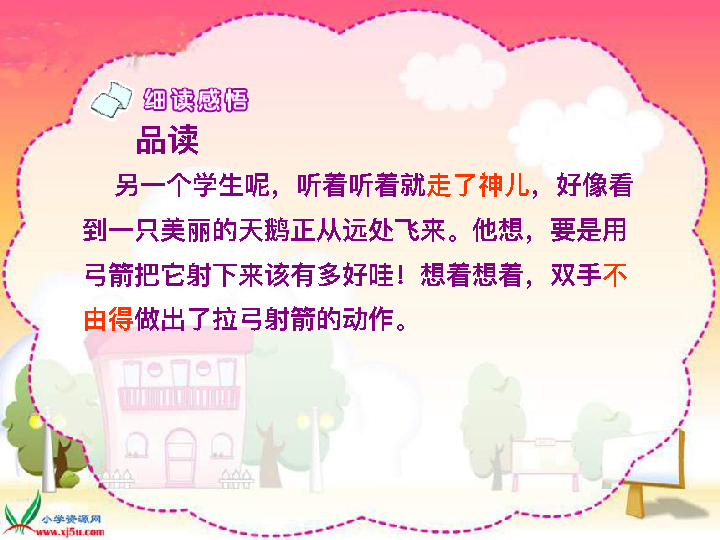 细读感悟
品读
另一个学生呢，听着听着就走了神儿，好像看
到一只美丽的天鹅正从远处飞来。他想，要是用
弓箭把它射下来该有多好哇！想着想着，双手不
由得做出了拉弓射箭的动作。
小学资源网
www.xj5u.com